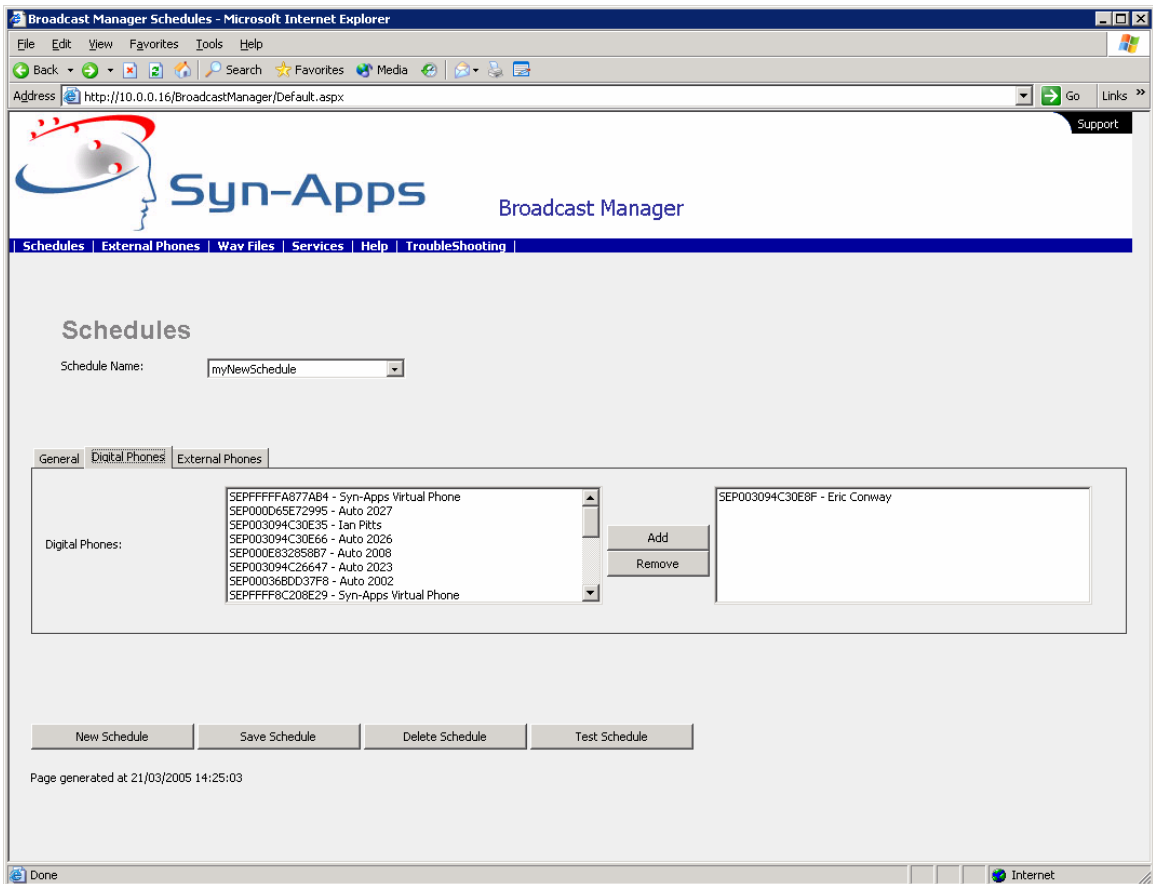 Broadcast Manager Schedules - Microsoft Internet Explorer
File Edit View Favorites Tools Help
Back Search Favorites Media
Address http://10.0.0.16/BroadcastManager/Default.aspx Go Links »
Support
Syn-Apps
Broadcast Manager
| Schedules | External Phones | Wav Files | Services | Help | TroubleShooting |
Schedules
Schedule Name: myNewSchedule
General Digital Phones External Phones
Digital Phones:
SEPFFFFFA877AB4 - Syn-Apps Virtual Phone
SEP000D65E72995 - Auto 2027
SEP003094C30E35 - Ian Pitts
SEP003094C30E66 - Auto 2026
SEP000E832858B7 - Auto 2008
SEP003094C26647 - Auto 2023
SEP00036BDD37F8 - Auto 2002
SEPFFFF8C208E29 - Syn-Apps Virtual Phone
Add
Remove
SEP003094C30E8F - Eric Conway
New Schedule Save Schedule Delete Schedule Test Schedule
Page generated at 21/03/2005 14:25:03
Done Internet